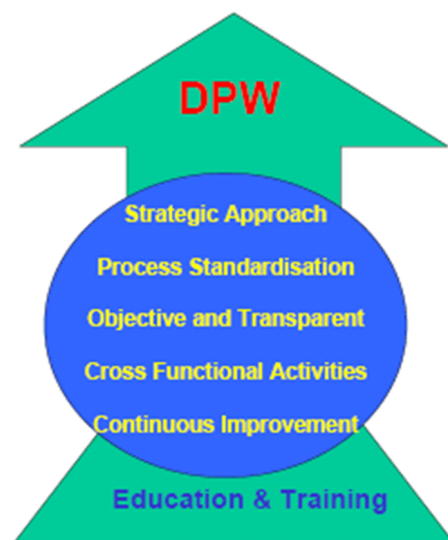 DPW
Strategic Approach
Process Standardisation
Objective and Transparent
Cross Functional Activities
Continuous Improvement
Education & Training